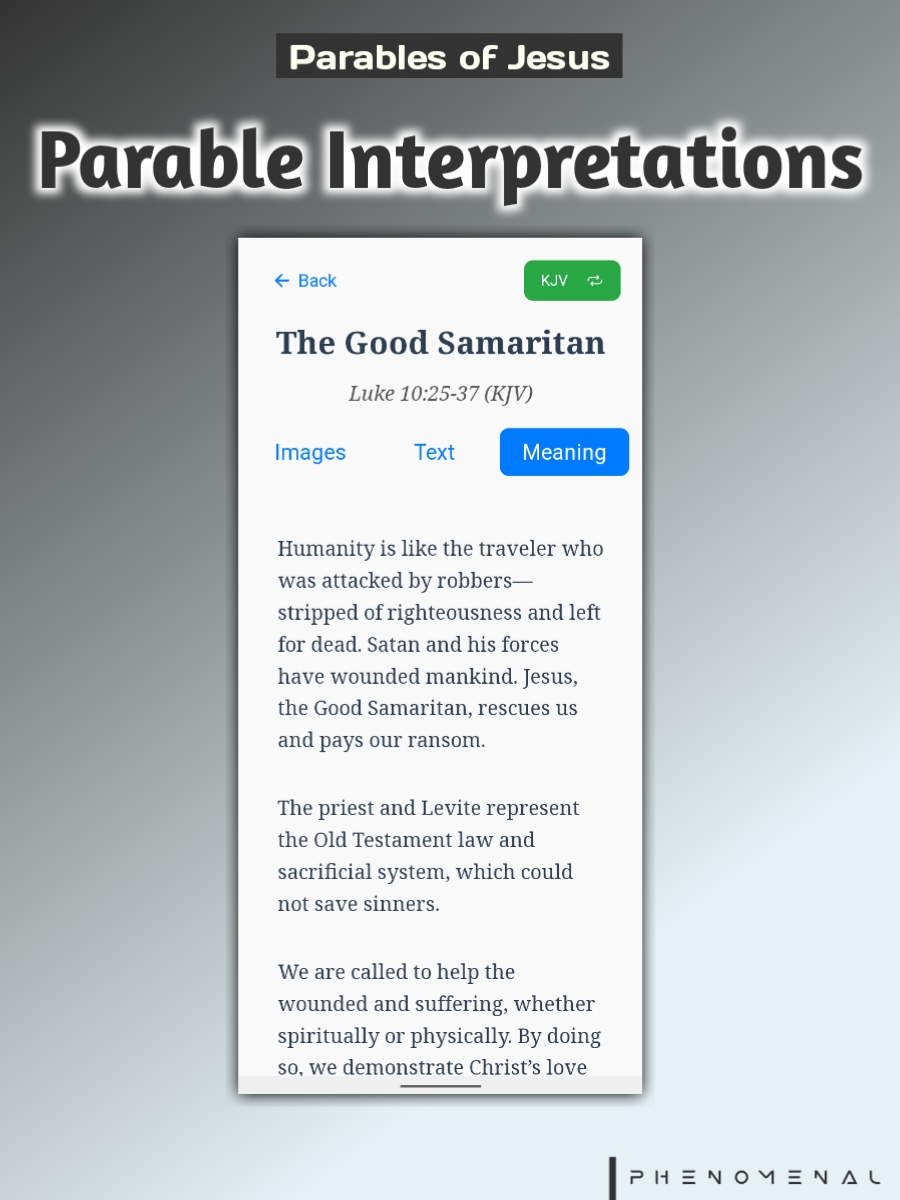 Parables of Jesus
Parable Interpretations
← Back
KJV
The Good Samaritan
Luke 10:25-37 (KJV)
Images Text Meaning
Humanity is like the traveler who
was attacked by robbers—
stripped of righteousness and left
for dead. Satan and his forces
have wounded mankind. Jesus,
the Good Samaritan, rescues us
and pays our ransom.
The priest and Levite represent
the Old Testament law and
sacrificial system, which could
not save sinners.
We are called to help the
wounded and suffering, whether
spiritually or physically. By doing
so, we demonstrate Christ’s love
PHENOMENAL